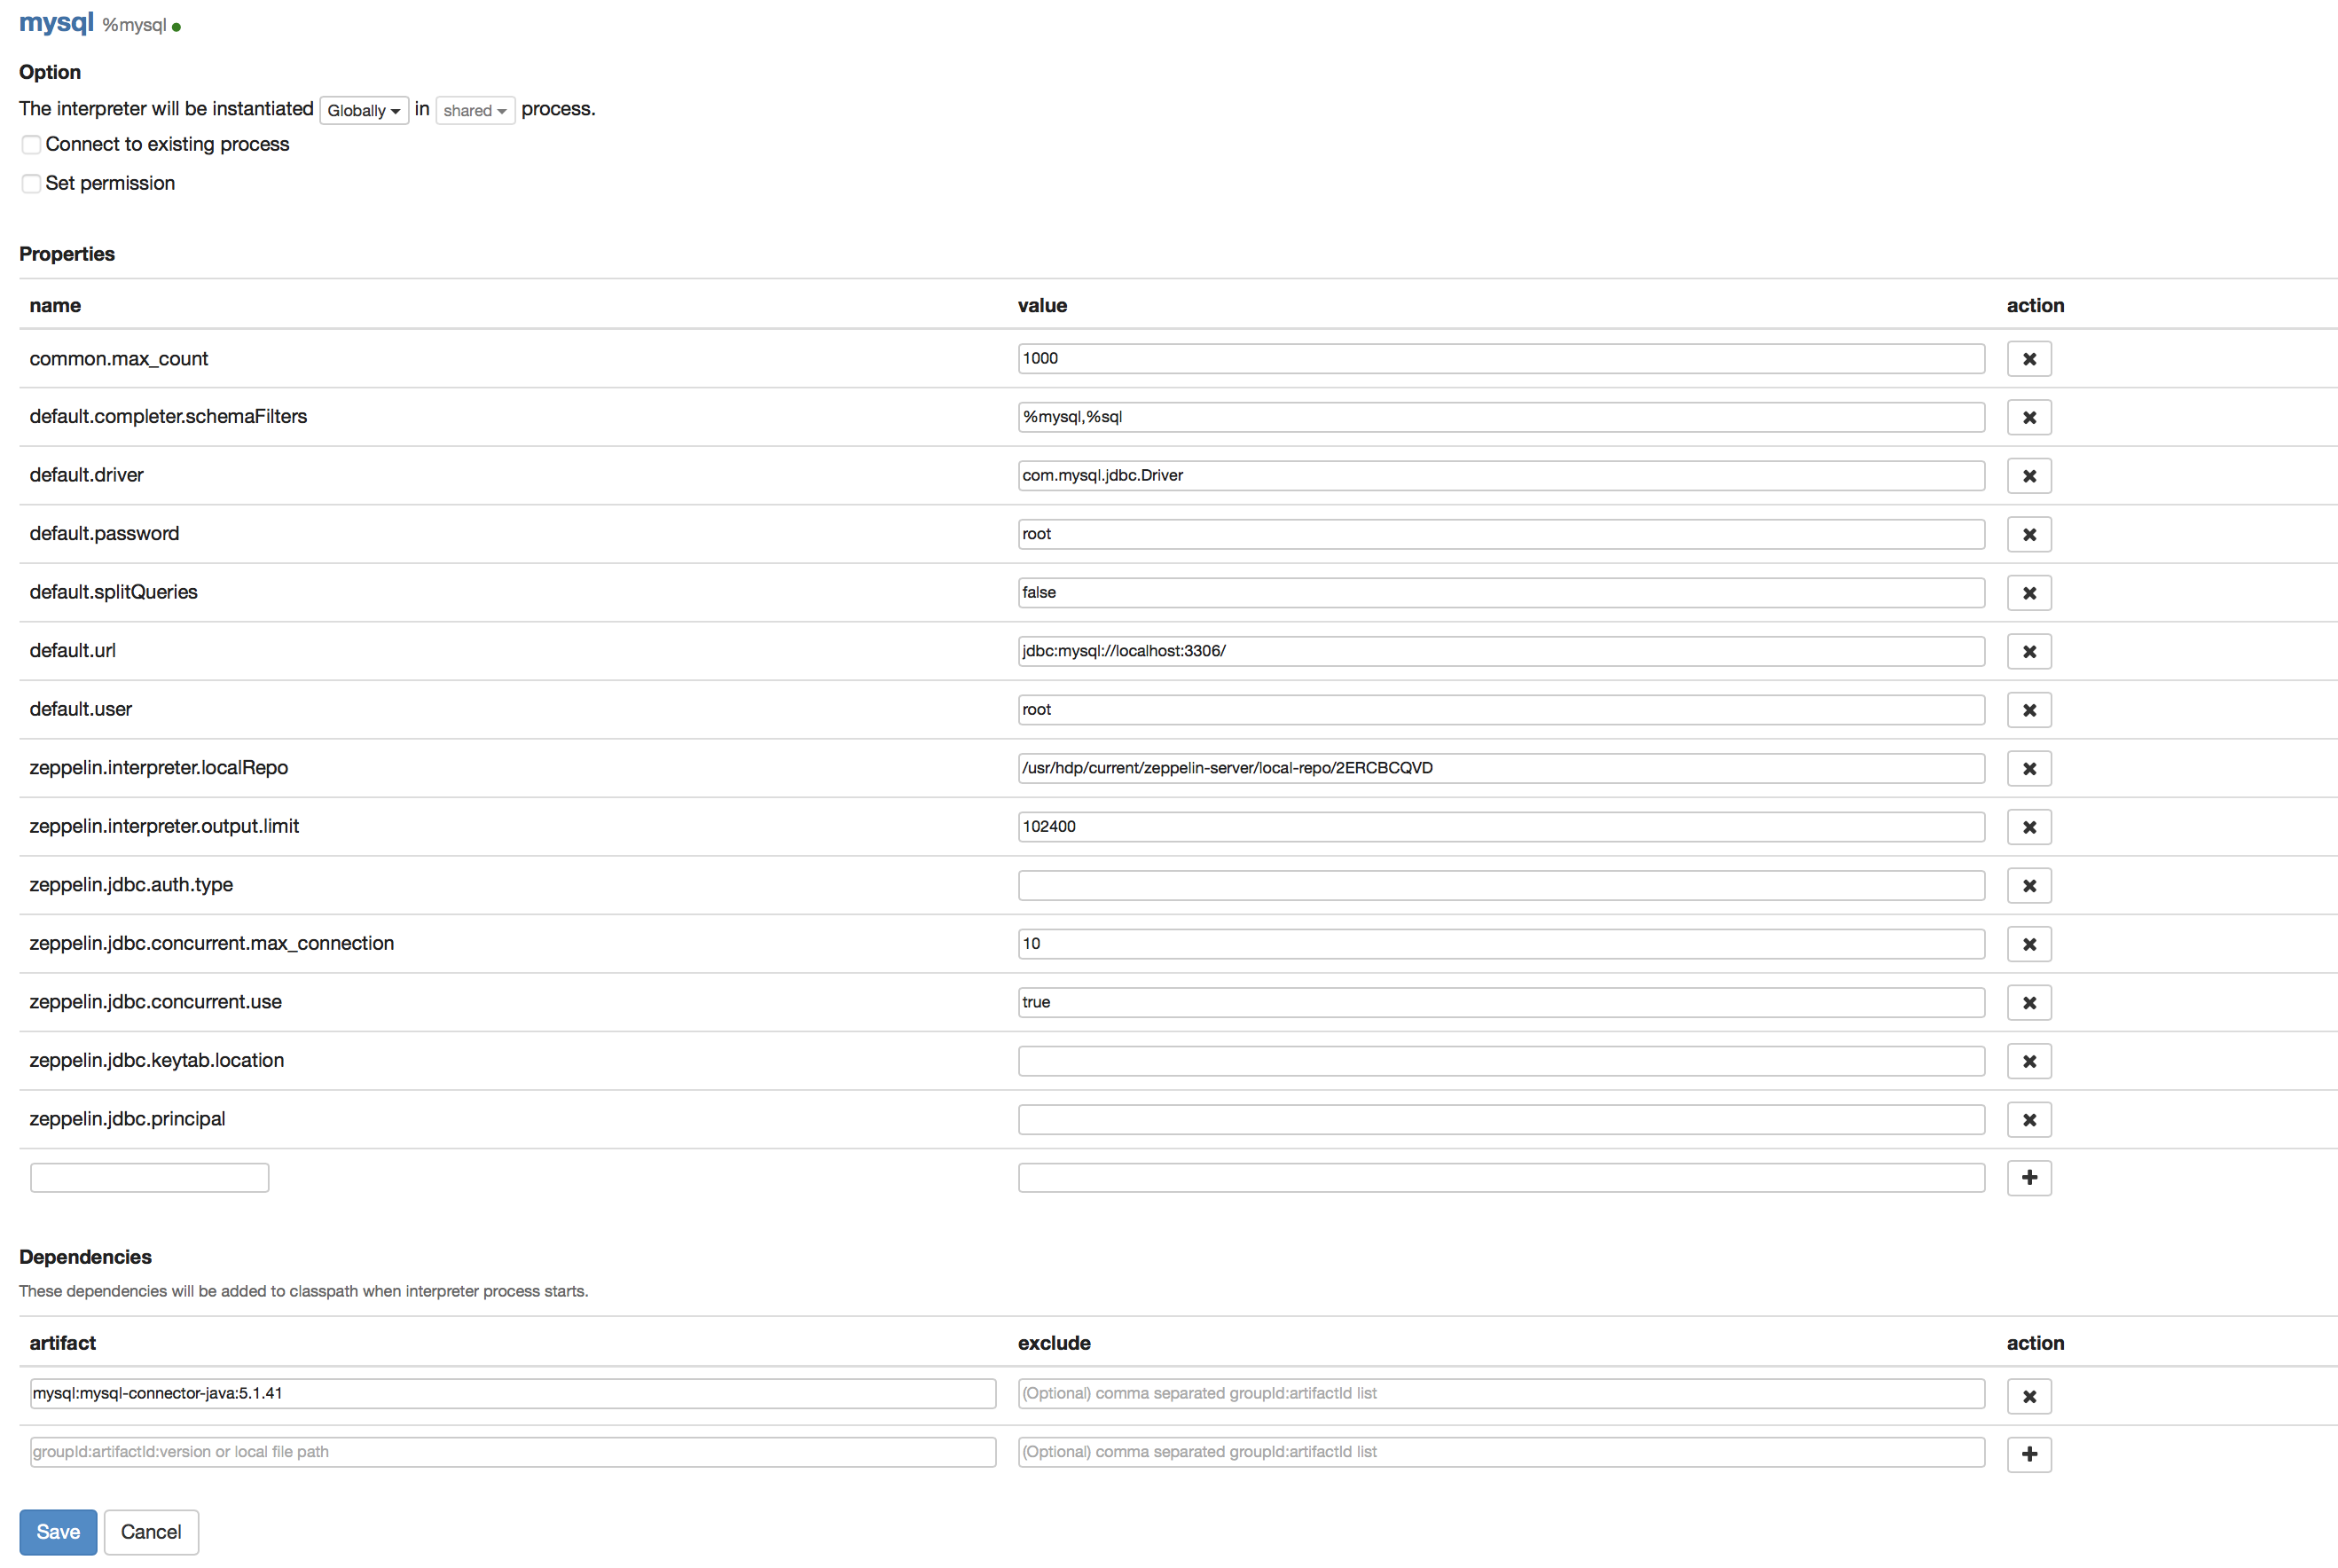 mysql %mysql
Option
The interpreter will be instantiated Globally in shared process.
Connect to existing process
Set permission
Properties
name value action
common.max_count 1000
default.completer.schemaFilters %mysql,%sql
default.driver com.mysql.jdbc.Driver
default.password root
default.splitQueries false
default.url jdbc:mysql://localhost:3306/
default.user root
zeppelin.interpreter.localRepo /usr/hdp/current/zeppelin-server/local-repo/2ERCBCQVD
zeppelin.interpreter.output.limit 102400
zeppelin.jdbc.auth.type
zeppelin.jdbc.concurrent.max_connection 10
zeppelin.jdbc.concurrent.use true
zeppelin.jdbc.keytab.location
zeppelin.jdbc.principal
Dependencies
These dependencies will be added to classpath when interpreter process starts.
artifact exclude action
mysql:mysql-connector-java:5.1.41 (Optional) comma separated groupId:artifactId list
groupId:artifactId:version or local file path (Optional) comma separated groupId:artifactId list
Save Cancel